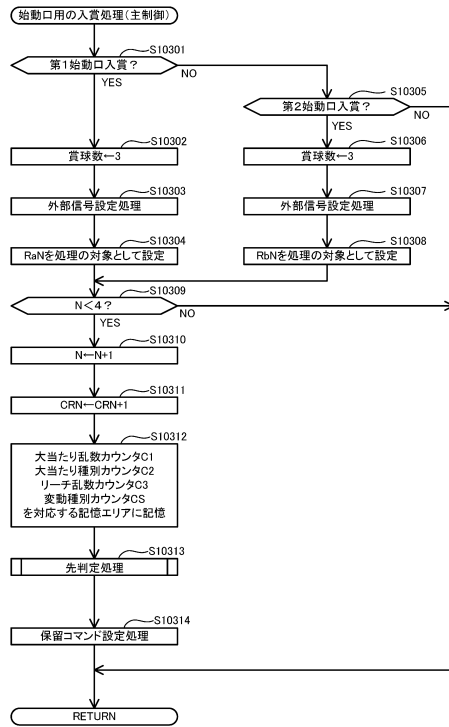 始動口用の入賞処理(主制御)
S10301
第1始動口入賞?
NO
YES
S10305
第2始動口入賞?
NO
YES
S10302
賞球数←3
S10306
賞球数←3
S10303
外部信号設定処理
S10307
外部信号設定処理
S10304
RaNを処理の対象として設定
S10308
RbNを処理の対象として設定
S10309
N<4?
NO
YES
S10310
N←N+1
S10311
CRN←CRN+1
S10312
大当たり乱数カウンタC1
大当たり種別カウンタC2
リーチ乱数カウンタC3
変動種別カウンタCS
を対応する記憶エリアに記憶
S10313
先判定処理
S10314
保留コマンド設定処理
RETURN